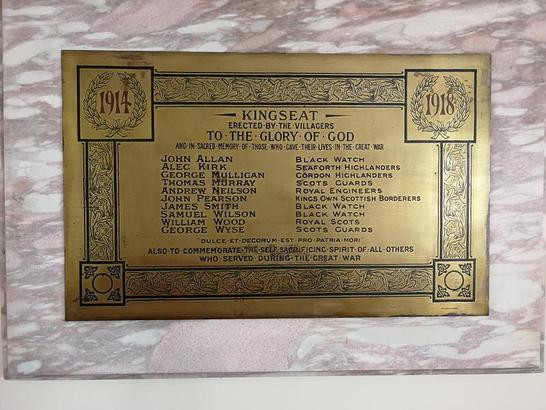 1914
1918
KINGSEAT
ERECTED·BY·THE·VILLAGERS
TO·THE·GLORY·OF·GOD
AND·IN·SACRED·MEMORY·OF·THOSE·WHO·GAVE·THEIR·LIVES·IN·THE·GREAT·WAR
JOHN ALLAN BLACK WATCH
ALEC KIRK SEAFORTH HIGHLANDERS
GEORGE MULLIGAN GORDON HIGHLANDERS
THOMAS MURRAY SCOTS GUARDS
ANDREW NEILSON ROYAL ENGINEERS
JOHN PEARSON KINGS OWN SCOTTISH BORDERERS
JAMES SMITH BLACK WATCH
SAMUEL WILSON BLACK WATCH
WILLIAM WOOD ROYAL SCOTS
GEORGE WYSE SCOTS GUARDS
DULCE·ET·DECORUM·EST·PRO·PATRIA·MORI
ALSO·TO·COMMEMORATE·THE·SELF·SACRIFICING·SPIRIT·OF·ALL·OTHERS
WHO·SERVED·DURING·THE·GREAT·WAR